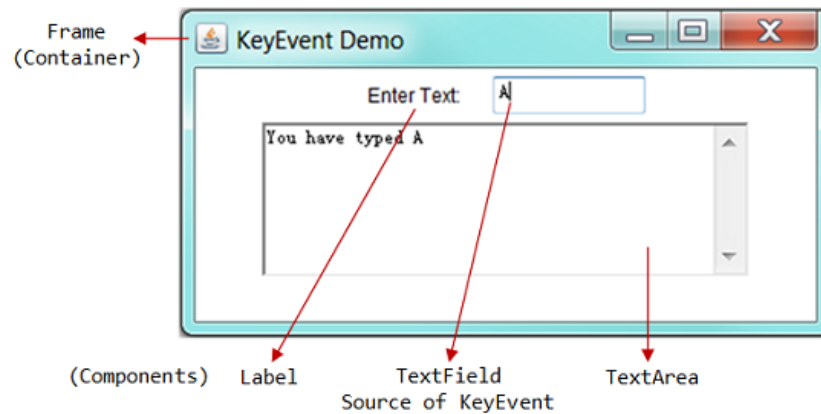 Frame
(Container)
KeyEvent Demo
Enter Text: A
You have typed A
(Components) Label TextField TextArea
Source of KeyEvent